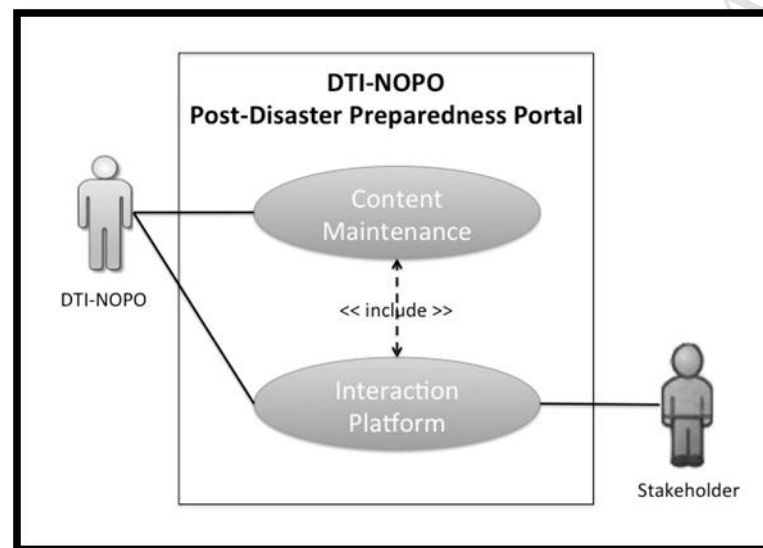 DTI-NOPO
Post-Disaster Preparedness Portal
Content
Maintenance
DTI-NOPO
<< include >>
Interaction
Platform
Stakeholder